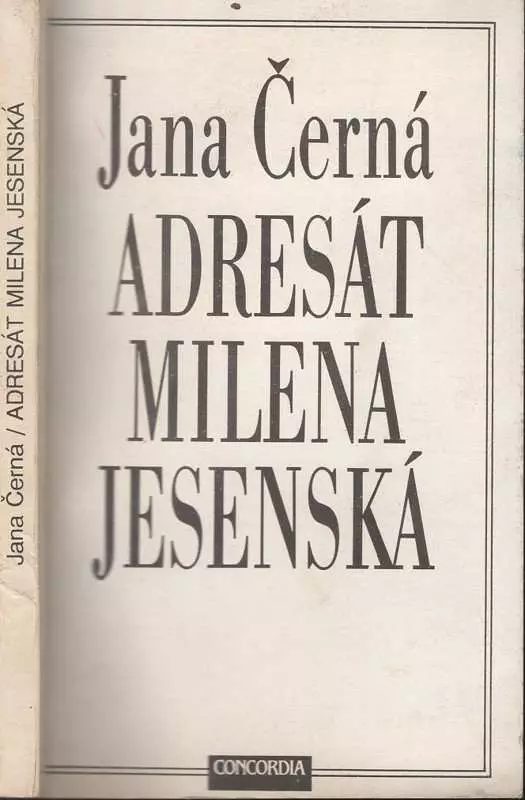 Jana Černá / ADRESÁT MILENA JESENSKÁ
Jana Černá
ADRESÁT
MILENA
JESENSKÁ
CONCORDIA